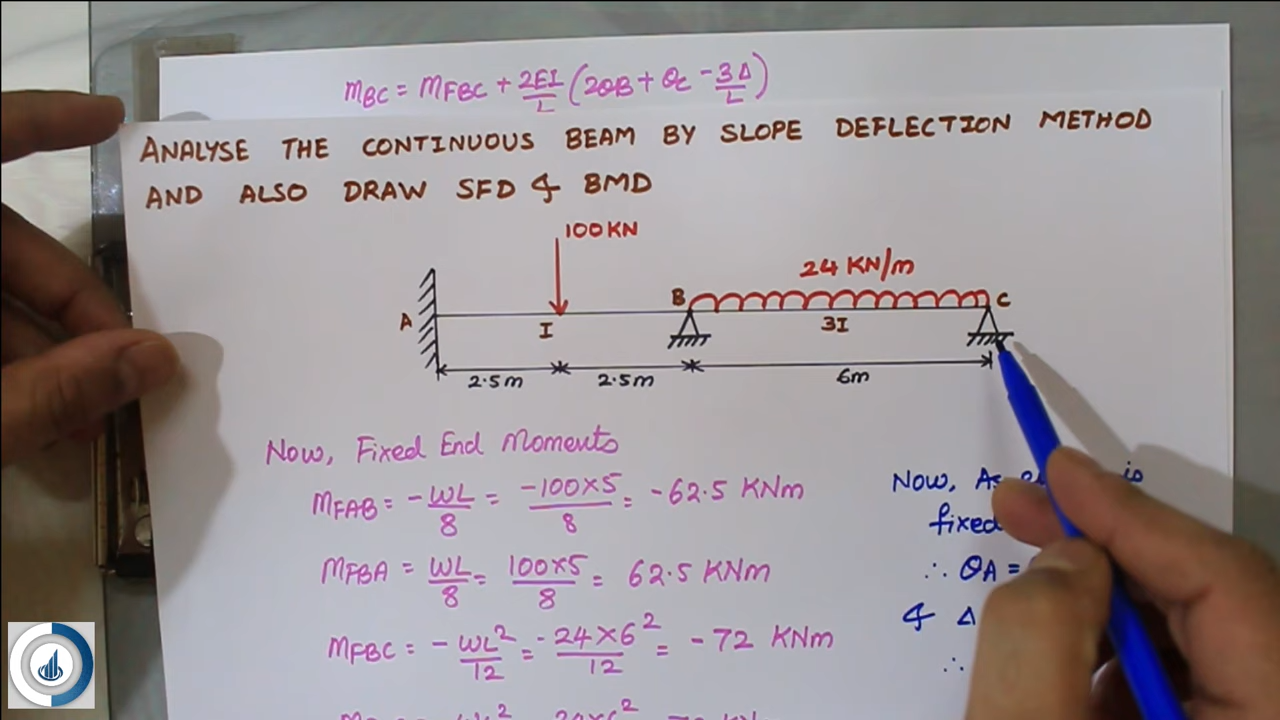 mBC = MFBC + 2EI/L (2θB + θC - 3Δ/L)
ANALYSE THE CONTINUOUS BEAM BY SLOPE DEFLECTION METHOD
AND ALSO DRAW SFD & BMD
100 KN
24 KN/m
A
B
C
I
3I
2.5m
2.5m
6m
Now, Fixed End Moments
MFAB = -WL/8 = -100×5/8 = -62.5 KNm
MFBA = WL/8 = 100×5/8 = 62.5 KNm
MFBC = -WL²/12 = -24×6²/12 = -72 KNm
Now, As is
fixed
∴ θA =
& Δ
∴